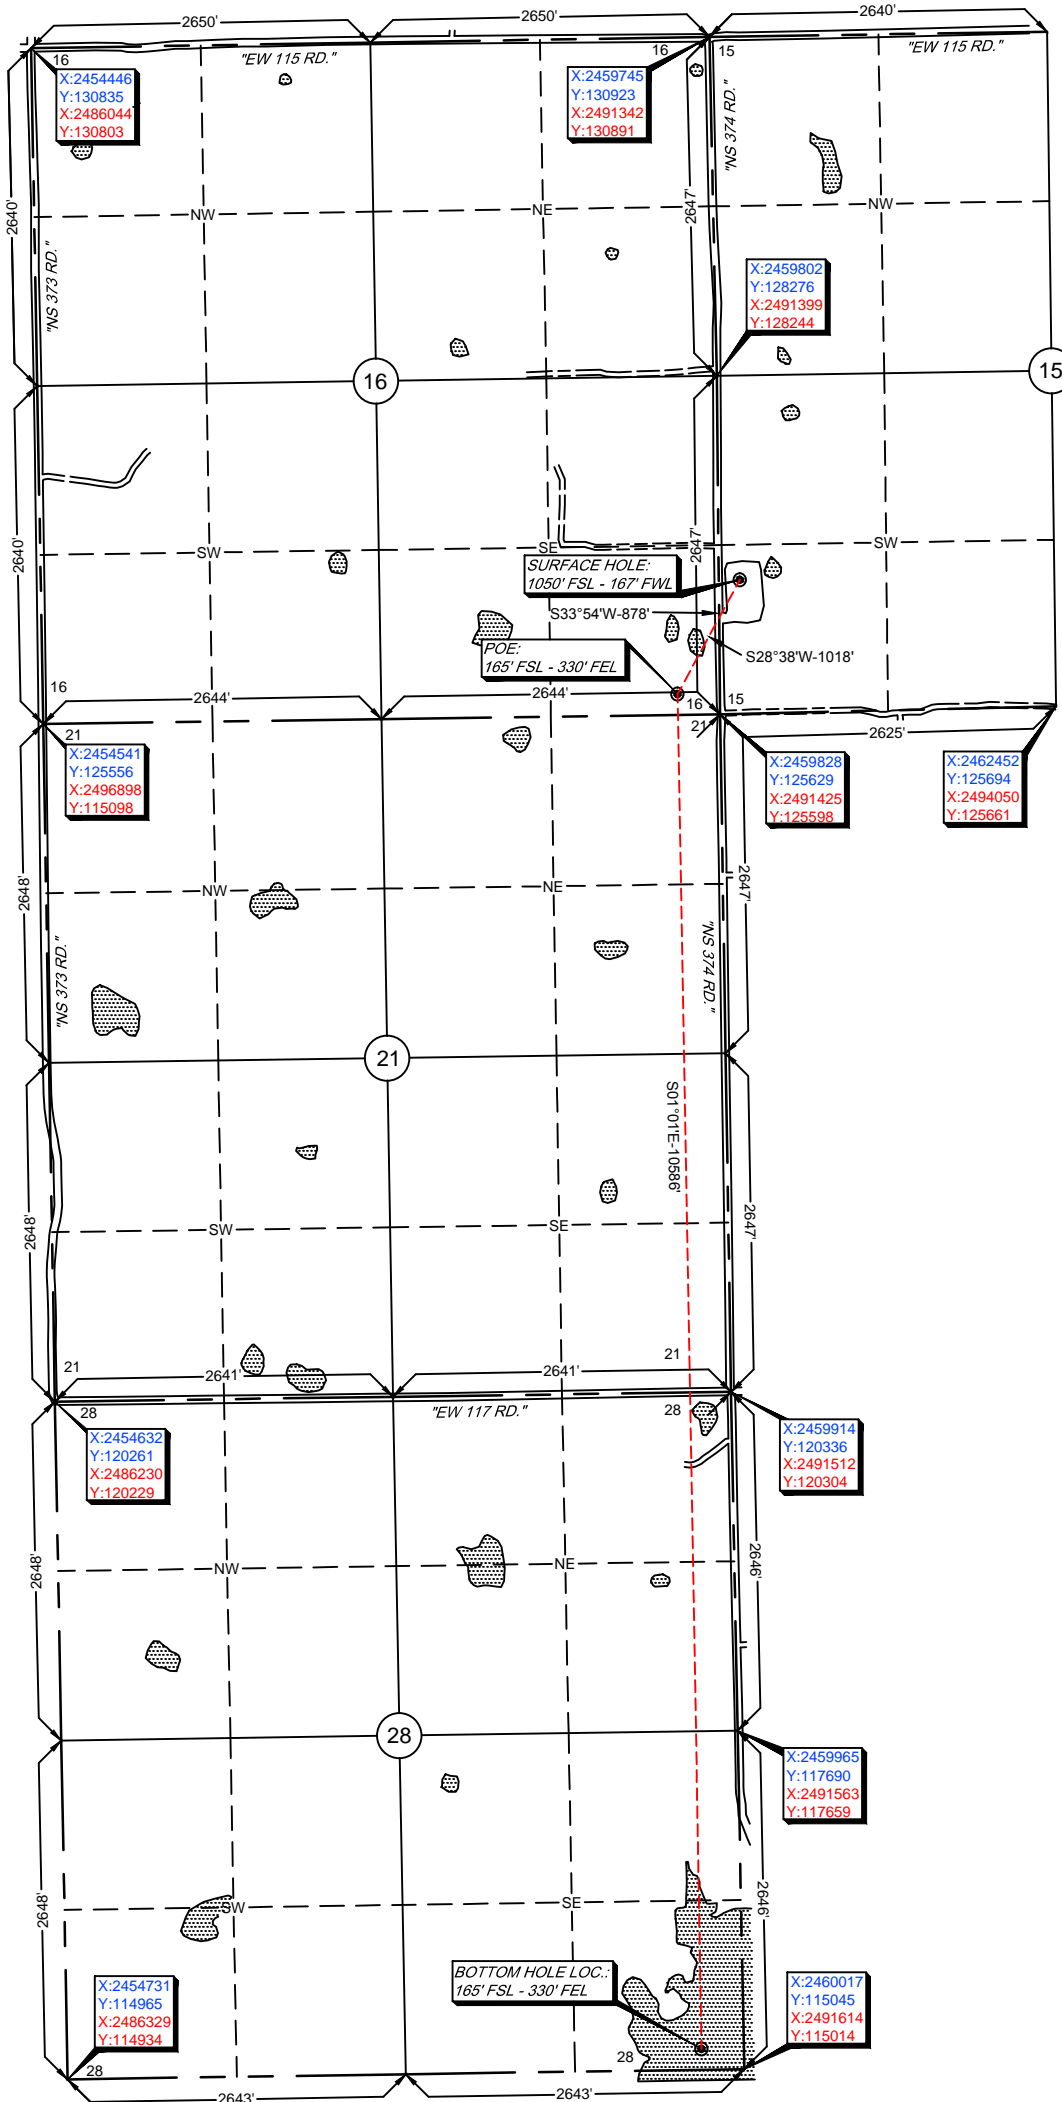 2650'
2650'
2640'
16
"EW 115 RD."
16
15
"EW 115 RD."
X:2454446
Y:130835
X:2486044
Y:130803
X:2459745
Y:130923
X:2491342
Y:130891
"NS 374 RD."
2640'
NW
NE
2647'
NW
"NS 373 RD."
X:2459802
Y:128276
X:2491399
Y:128244
16
15
2640'
SW
SE
2647'
SW
SURFACE HOLE:
1050' FSL - 167' FWL
S33°54'W-878'
POE:
165' FSL - 330' FEL
S28°38'W-1018'
16
2644'
2644'
16
15
21
21
2625'
X:2454541
Y:125556
X:2496898
Y:115098
X:2459828
Y:125629
X:2491425
Y:125598
X:2462452
Y:125694
X:2494050
Y:125661
2648'
NW
NE
2647'
"NS 373 RD."
"NS 374 RD."
21
S01°01'E-10586'
2648'
SW
SE
2647'
21
2641'
2641'
21
28
"EW 117 RD."
28
X:2454632
Y:120261
X:2486230
Y:120229
X:2459914
Y:120336
X:2491512
Y:120304
2648'
NW
NE
2646'
28
X:2459965
Y:117690
X:2491563
Y:117659
2648'
SW
SE
2646'
BOTTOM HOLE LOC.:
165' FSL - 330' FEL
X:2454731
Y:114965
X:2486329
Y:114934
X:2460017
Y:115045
X:2491614
Y:115014
28
28
2643'
2643'